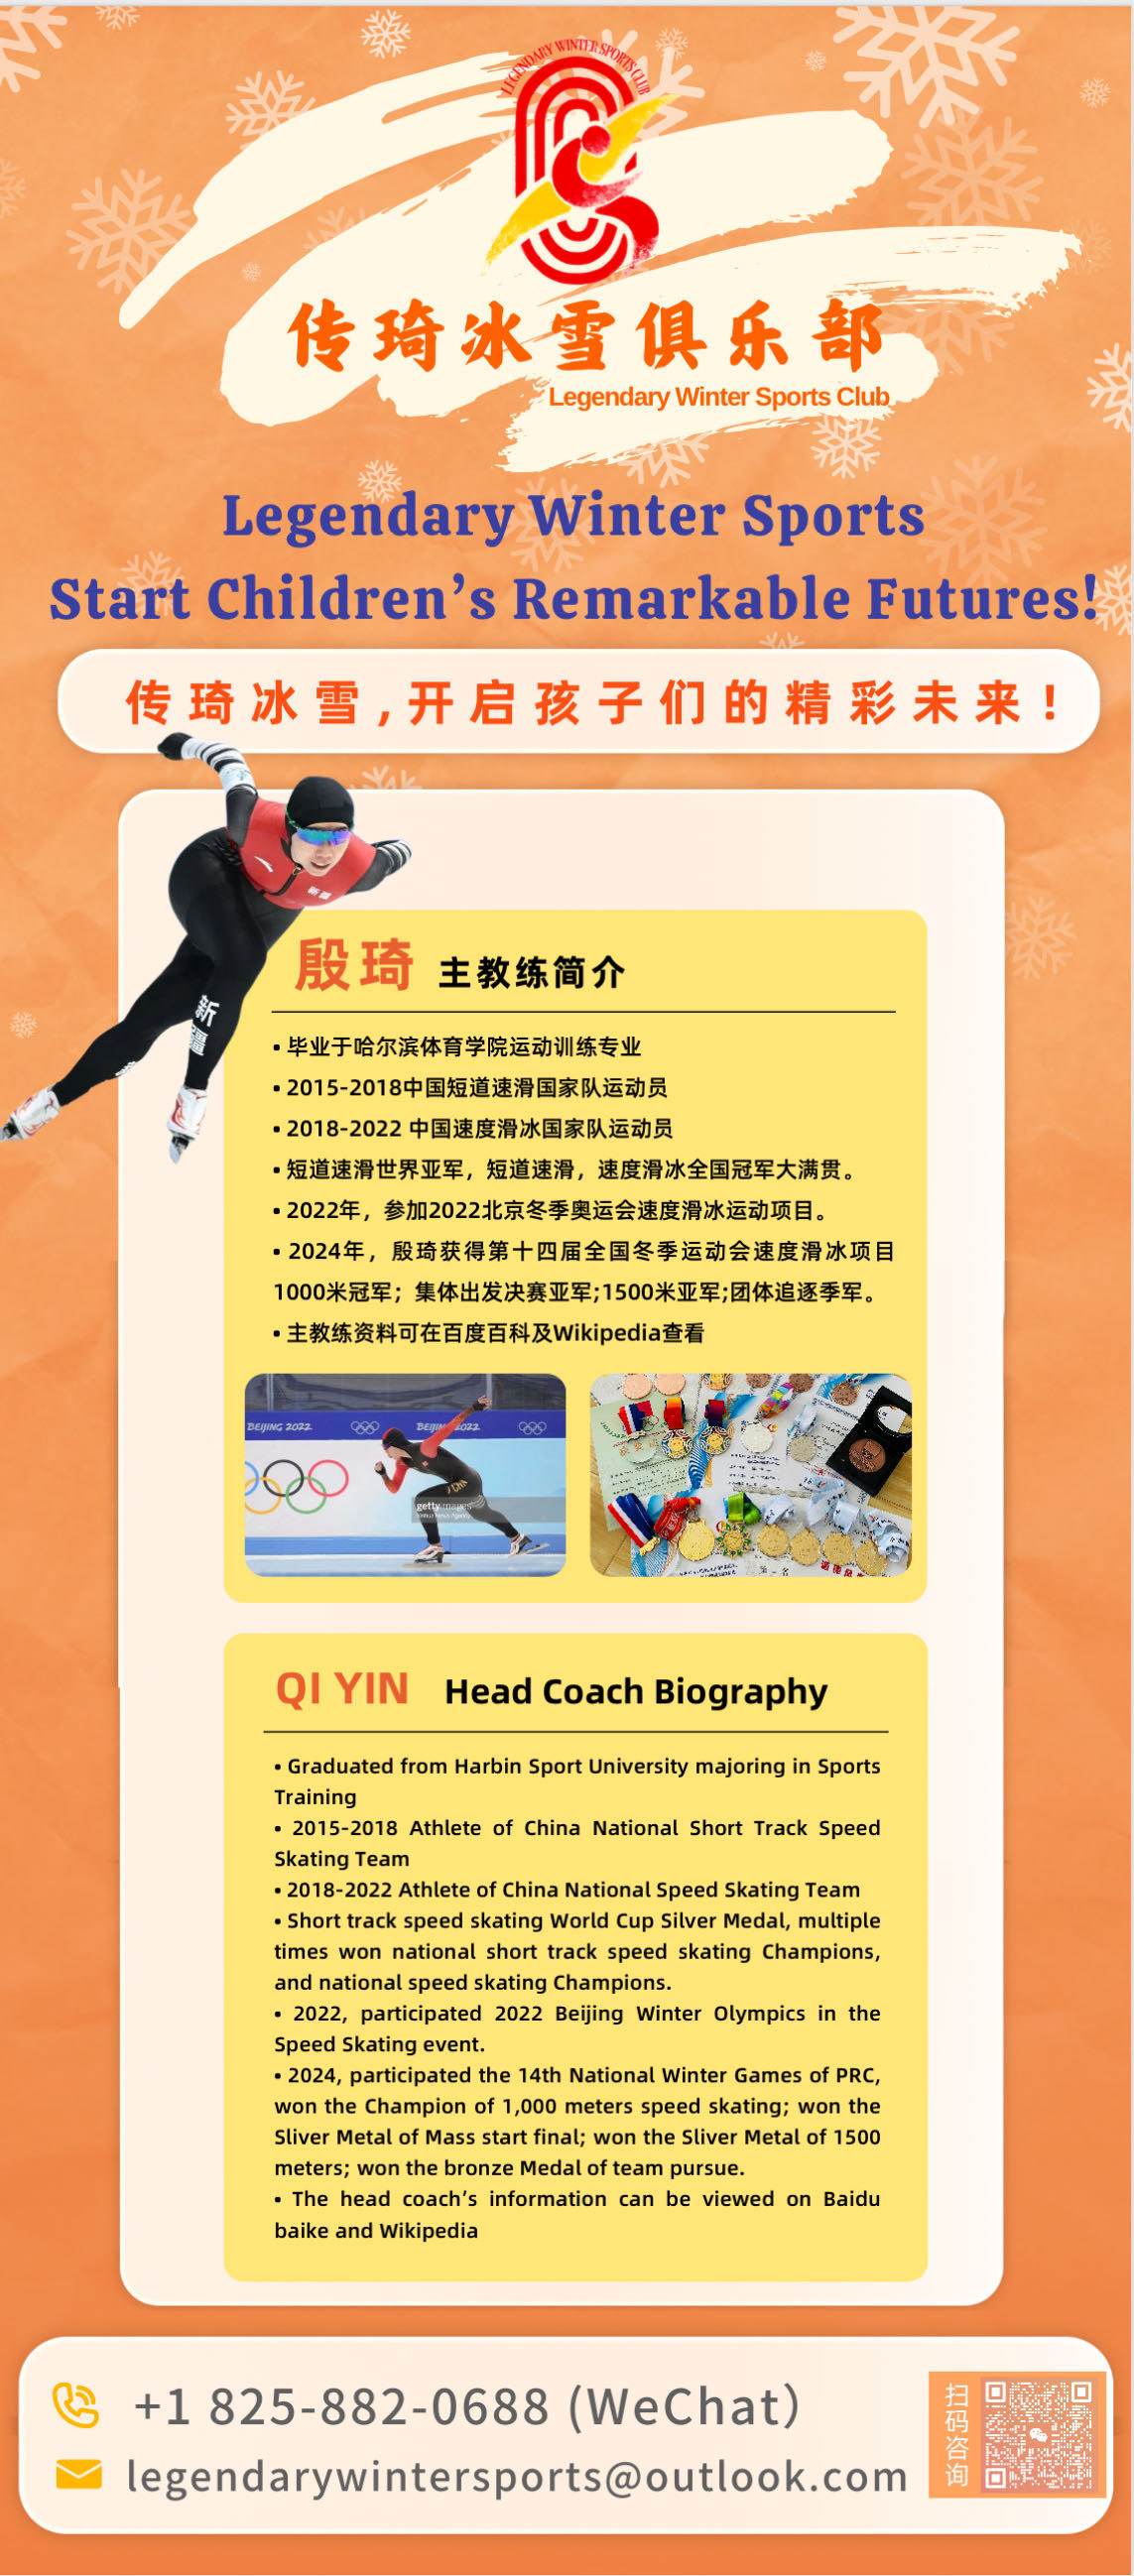 LEGENDARY WINTER SPORTS CLUB
传琦冰雪俱乐部
Legendary Winter Sports Club
Legendary Winter Sports
Start Children’s Remarkable Futures!
传琦冰雪,开启孩子们的精彩未来!
新疆
新疆
殷琦 主教练简介
• 毕业于哈尔滨体育学院运动训练专业
• 2015-2018中国短道速滑国家队运动员
• 2018-2022 中国速度滑冰国家队运动员
• 短道速滑世界亚军，短道速滑，速度滑冰全国冠军大满贯。
• 2022年，参加2022北京冬季奥运会速度滑冰运动项目。
• 2024年，殷琦获得第十四届全国冬季运动会速度滑冰项目
1000米冠军；集体出发决赛亚军;1500米亚军;团体追逐季军。
• 主教练资料可在百度百科及Wikipedia查看
BEIJING 2022
BEIJING 2022
gettyimages
QI YIN Head Coach Biography
• Graduated from Harbin Sport University majoring in Sports
Training
• 2015-2018 Athlete of China National Short Track Speed
Skating Team
• 2018-2022 Athlete of China National Speed Skating Team
• Short track speed skating World Cup Silver Medal, multiple
times won national short track speed skating Champions,
and national speed skating Champions.
• 2022, participated 2022 Beijing Winter Olympics in the
Speed Skating event.
• 2024, participated the 14th National Winter Games of PRC,
won the Champion of 1,000 meters speed skating; won the
Sliver Metal of Mass start final; won the Sliver Metal of 1500
meters; won the bronze Medal of team pursue.
• The head coach’s information can be viewed on Baidu
baike and Wikipedia
+1 825-882-0688 (WeChat）
legendarywintersports@outlook.com
扫码咨询